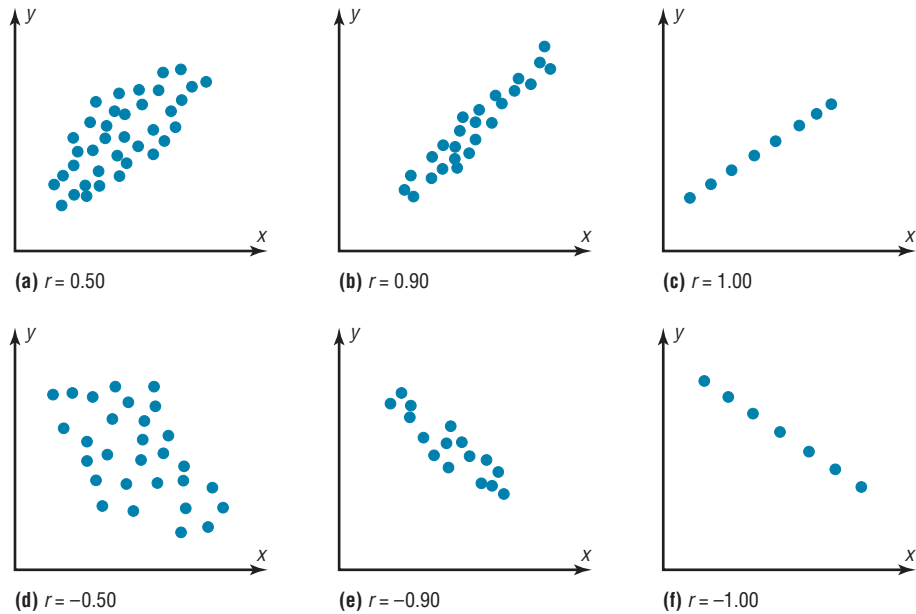 y
x
(a) r = 0.50
y
x
(b) r = 0.90
y
x
(c) r = 1.00
y
x
(d) r = –0.50
y
x
(e) r = –0.90
y
x
(f) r = –1.00